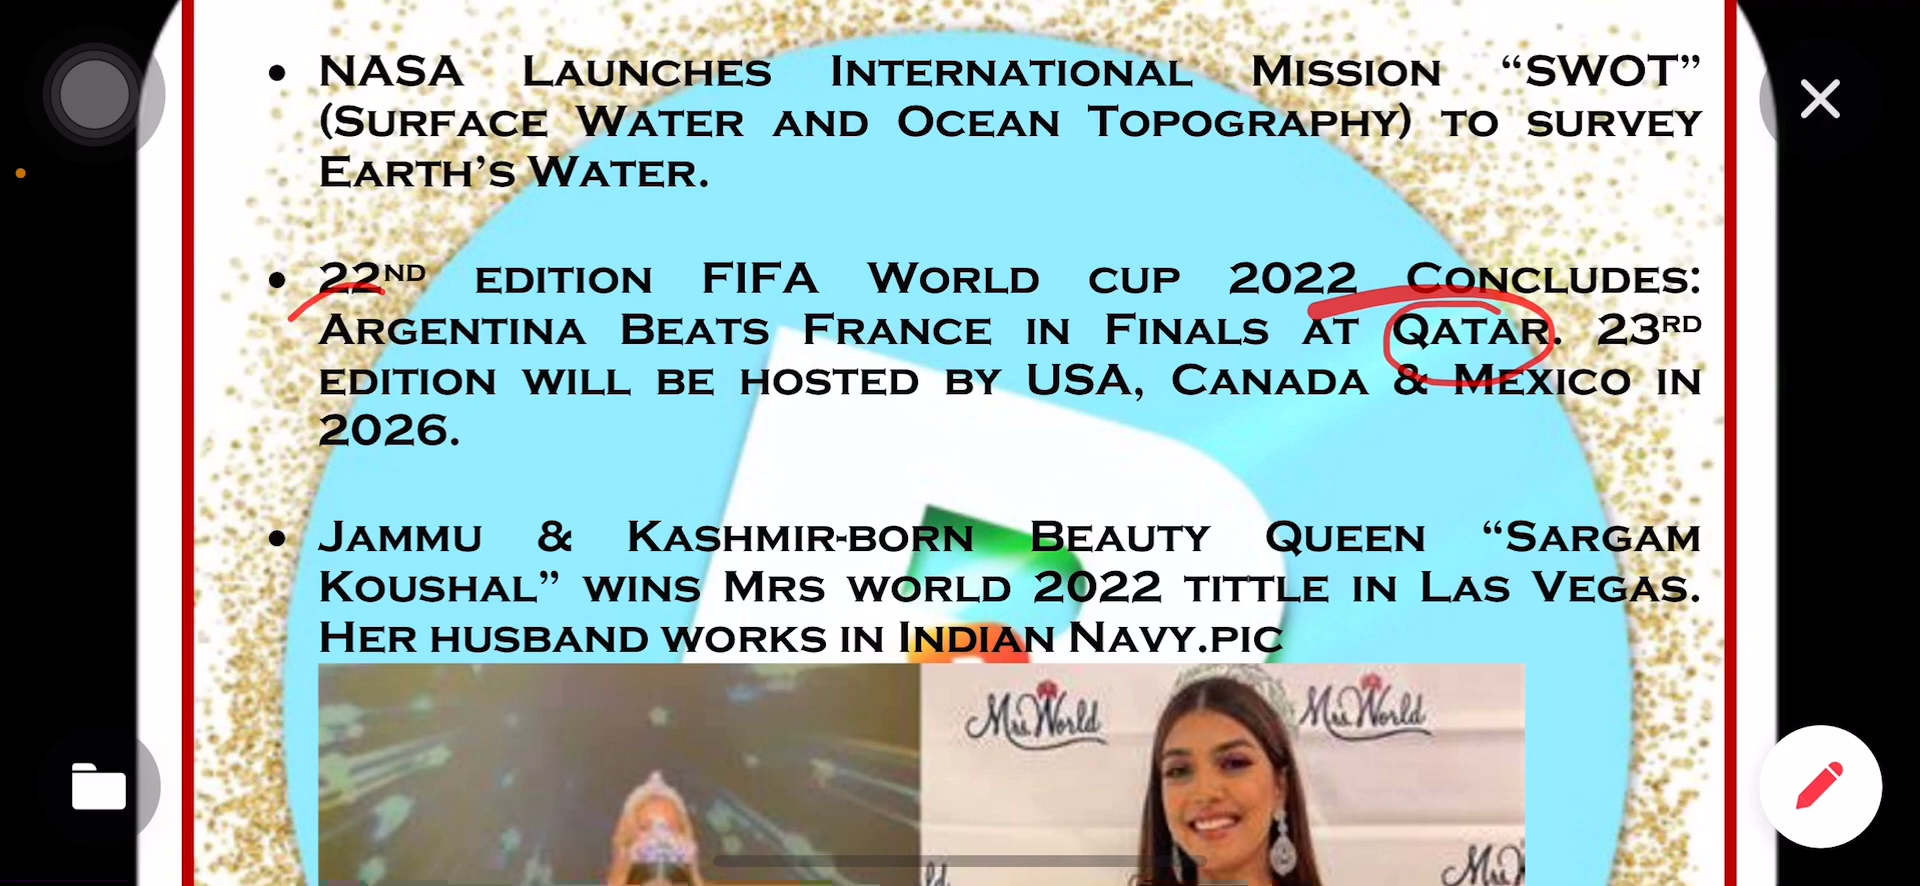 • NASA Launches International Mission “SWOT”
(Surface Water and Ocean Topography) to survey
Earth’s Water.
• 22nd edition FIFA World cup 2022 Concludes:
Argentina Beats France in Finals at Qatar. 23rd
edition will be hosted by USA, Canada & Mexico in
2026.
• Jammu & Kashmir-born Beauty Queen “Sargam
Koushal” wins Mrs world 2022 tittle in Las Vegas.
Her husband works in Indian Navy.pic
Mrs. World Mrs. World